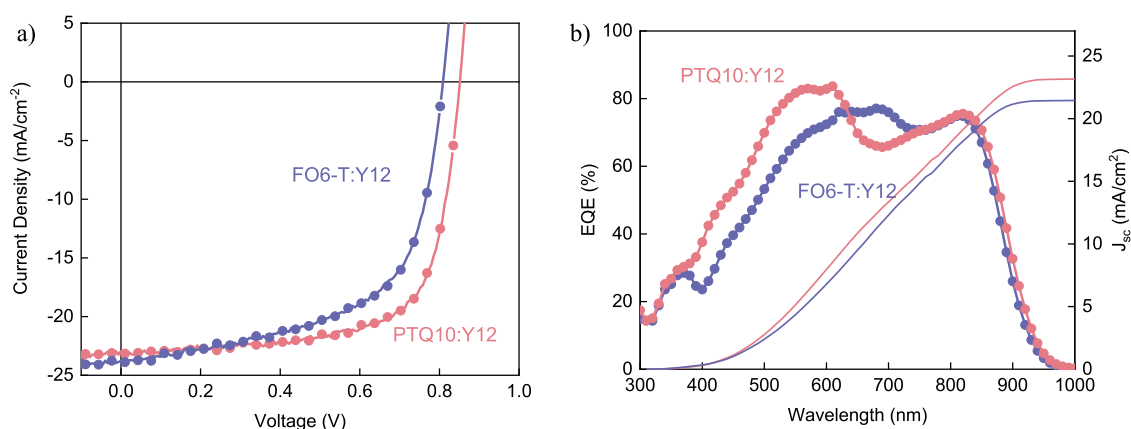 a)
5
0
-5
-10
-15
-20
-25
Current Density (mA/cm⁻²)
FO6-T:Y12
PTQ10:Y12
0.0 0.2 0.4 0.6 0.8 1.0
Voltage (V)
b)
100
80
60
40
20
0
EQE (%)
PTQ10:Y12
FO6-T:Y12
25
20
15
10
5
0
Jsc (mA/cm²)
300 400 500 600 700 800 900 1000
Wavelength (nm)